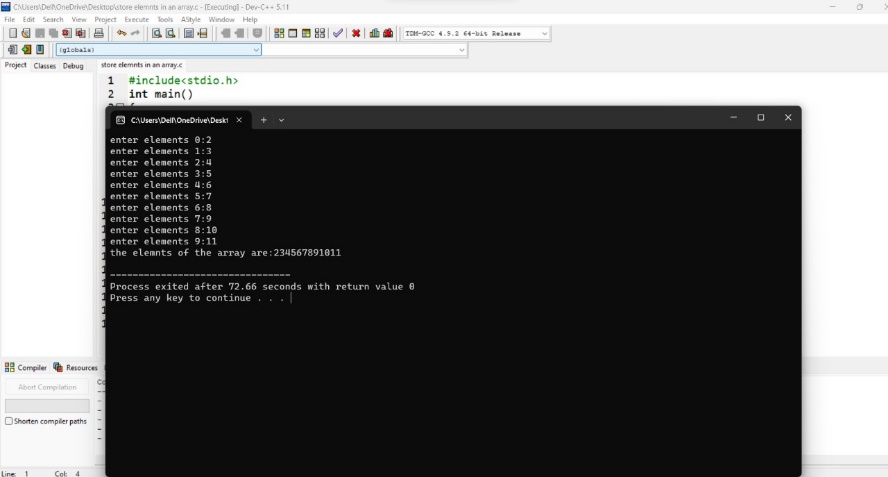 C:\Users\Dell\OneDrive\Desktop\store elemnts in an array.c - [Executing] - Dev-C++ 5.11
File Edit Search View Project Execute Tools AStyle Window Help
TDM-GCC 4.9.2 64-bit Release
(globals)
Project Classes Debug
store elemnts in an array.c
1 #include<stdio.h>
2 int main()
C:\Users\Dell\OneDrive\Deskt
enter elements 0:2
enter elements 1:3
enter elements 2:4
enter elements 3:5
enter elements 4:6
enter elements 5:7
enter elements 6:8
enter elements 7:9
enter elements 8:10
enter elements 9:11
the elemnts of the array are:234567891011
--------------------------------
Process exited after 72.66 seconds with return value 0
Press any key to continue . . .
Compiler Resources
Abort Compilation
Shorten compiler paths
Line: 1 Col: 4